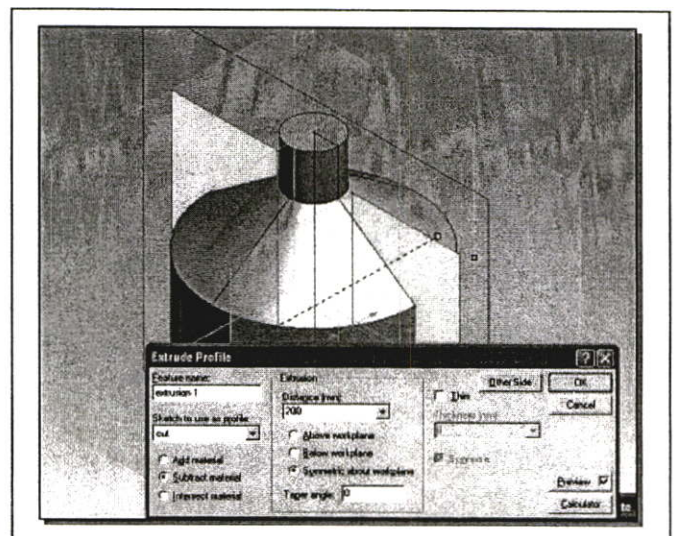 Extrude Profile
Feature name:
extrusion 1
Sketch to use as profile:
cut
Add material
Subtract material
Intersect material
Extrusion
Distance [mm]:
200
Above workplane
Below workplane
Symmetric about workplane
Taper angle: 0
Thin
Thickness [mm]
Other Side
OK
Cancel
Preview
Calculator